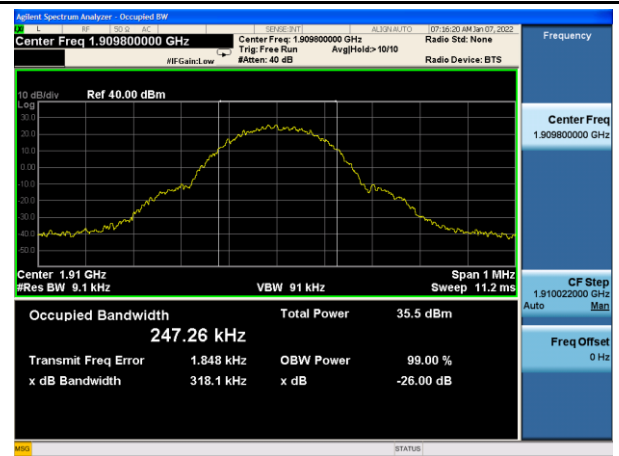 Agilent Spectrum Analyzer - Occupied BW
L RF 50 Ω AC SENSE:INT ALIGN AUTO 07:16:20 AM Jan 07, 2022
Center Freq 1.909800000 GHz Center Freq: 1.909800000 GHz Radio Std: None Frequency
Trig: Free Run Avg|Hold:> 10/10
#IFGain:Low #Atten: 40 dB Radio Device: BTS
10 dB/div Ref 40.00 dBm
Log
30.0
20.0
10.0
0.00
-10.0
-20.0
-30.0
-40.0
-50.0
Center Freq
1.909800000 GHz
Center 1.91 GHz Span 1 MHz
#Res BW 9.1 kHz VBW 91 kHz Sweep 11.2 ms
CF Step
1.910022000 GHz
Auto Man
Occupied Bandwidth Total Power 35.5 dBm
247.26 kHz
Transmit Freq Error 1.848 kHz OBW Power 99.00 %
x dB Bandwidth 318.1 kHz x dB -26.00 dB
Freq Offset
0 Hz
MSG STATUS